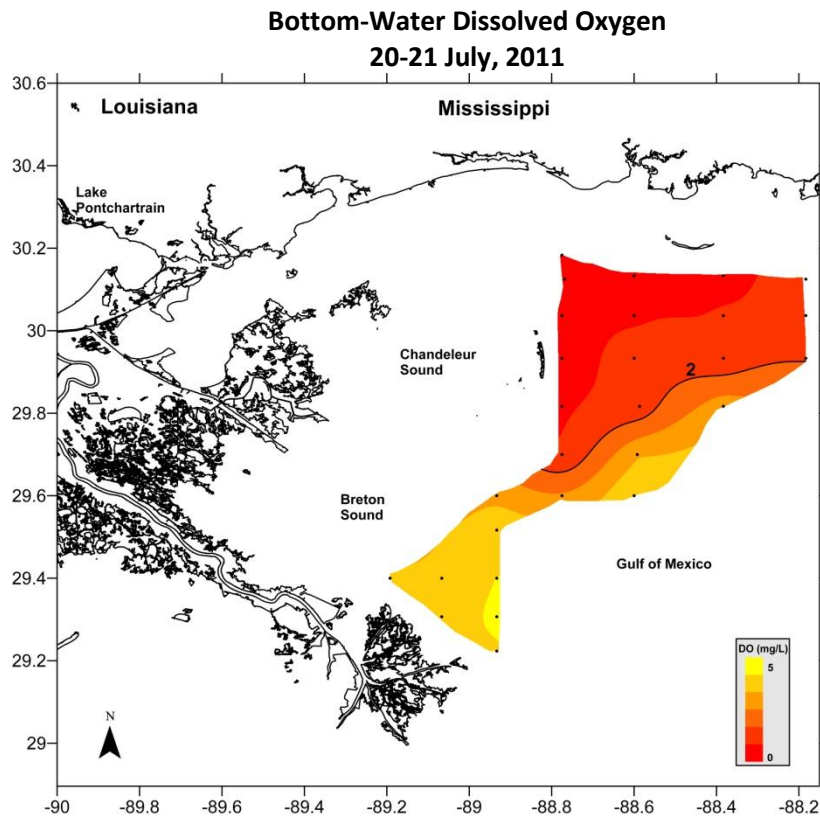 Bottom-Water Dissolved Oxygen
20-21 July, 2011
30.6
Louisiana
Mississippi
30.4
Lake
Pontchartrain
30.2
30
Chandeleur
Sound
2
29.8
29.6
Breton
Sound
Gulf of Mexico
29.4
29.2
DO (mg/L)
5
0
N
29
-90
-89.8
-89.6
-89.4
-89.2
-89
-88.8
-88.6
-88.4
-88.2